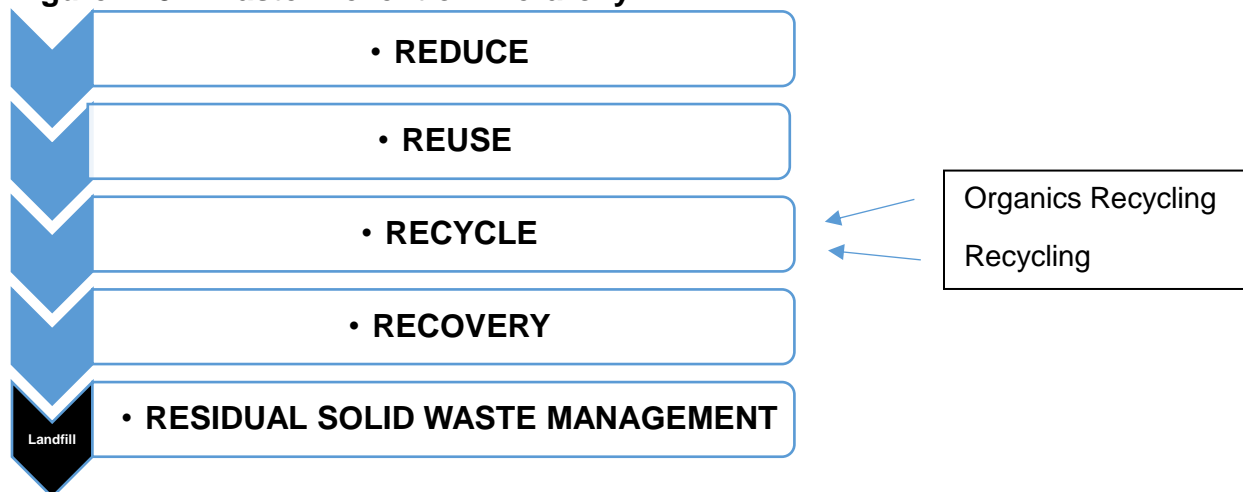 • REDUCE
• REUSE
• RECYCLE
Organics Recycling
Recycling
• RECOVERY
• RESIDUAL SOLID WASTE MANAGEMENT
Landfill